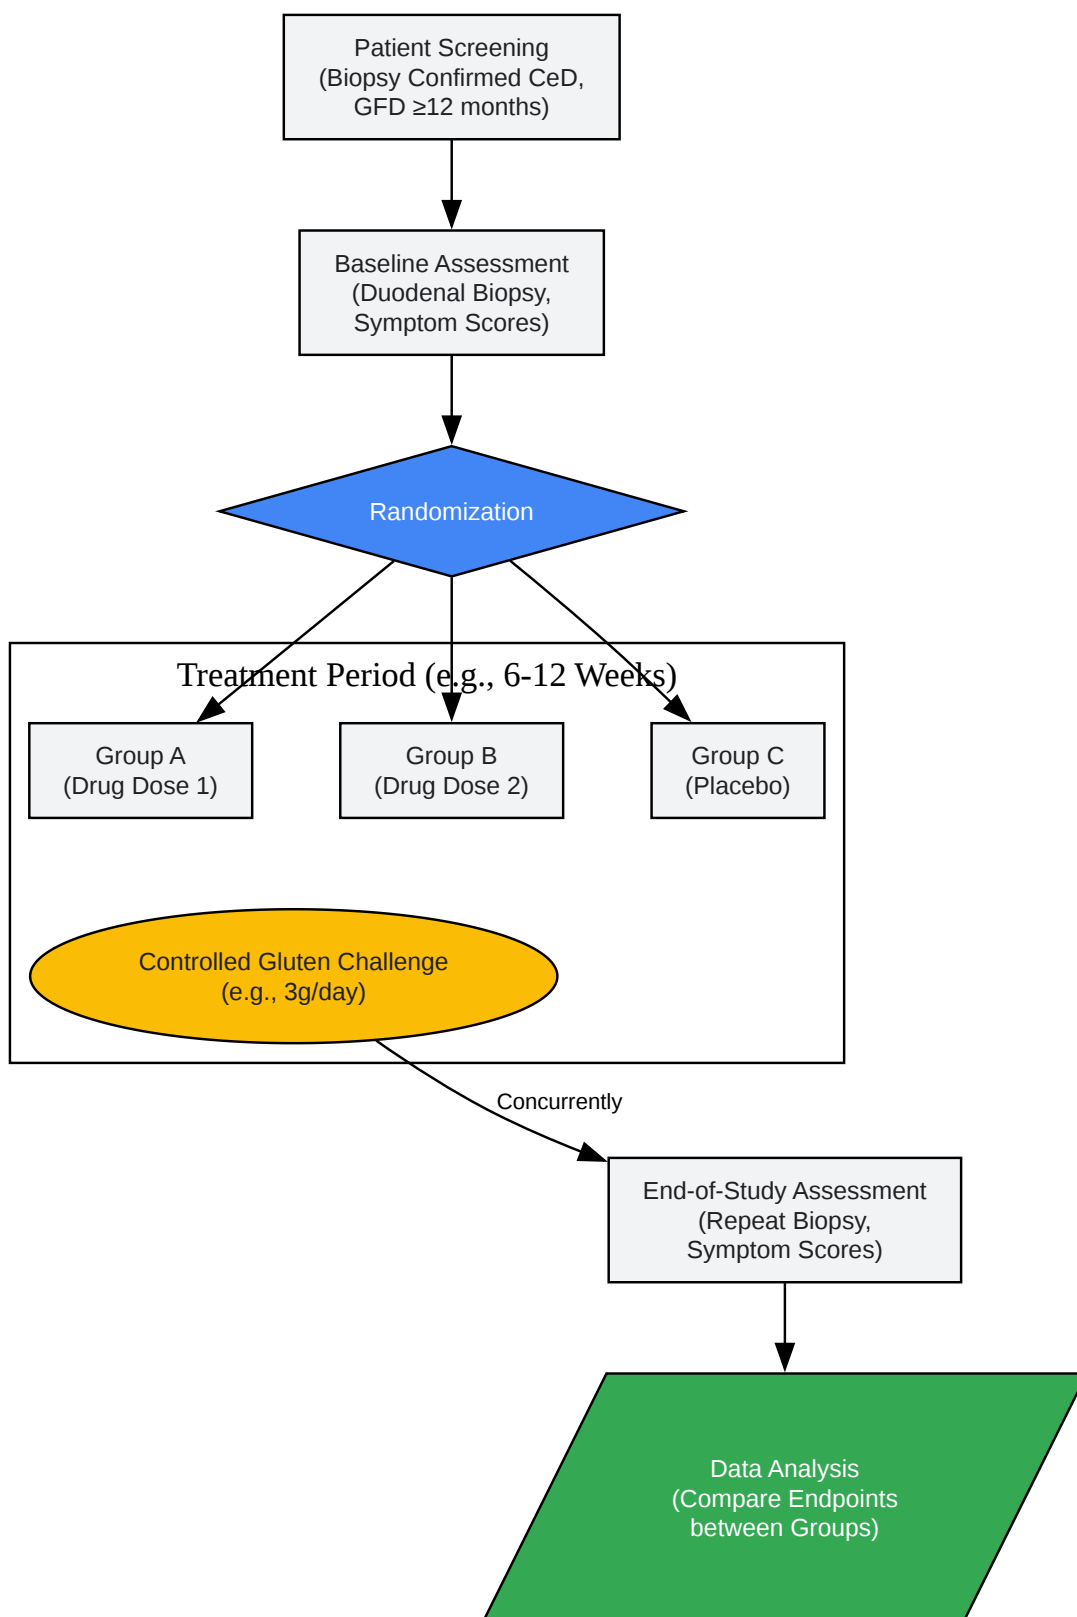 Patient Screening
(Biopsy Confirmed CeD,
GFD ≥12 months)
Baseline Assessment
(Duodenal Biopsy,
Symptom Scores)
Randomization
Treatment Period (e.g., 6-12 Weeks)
Group A
(Drug Dose 1)
Group B
(Drug Dose 2)
Group C
(Placebo)
Controlled Gluten Challenge
(e.g., 3g/day)
Concurrently
End-of-Study Assessment
(Repeat Biopsy,
Symptom Scores)
Data Analysis
(Compare Endpoints
between Groups)